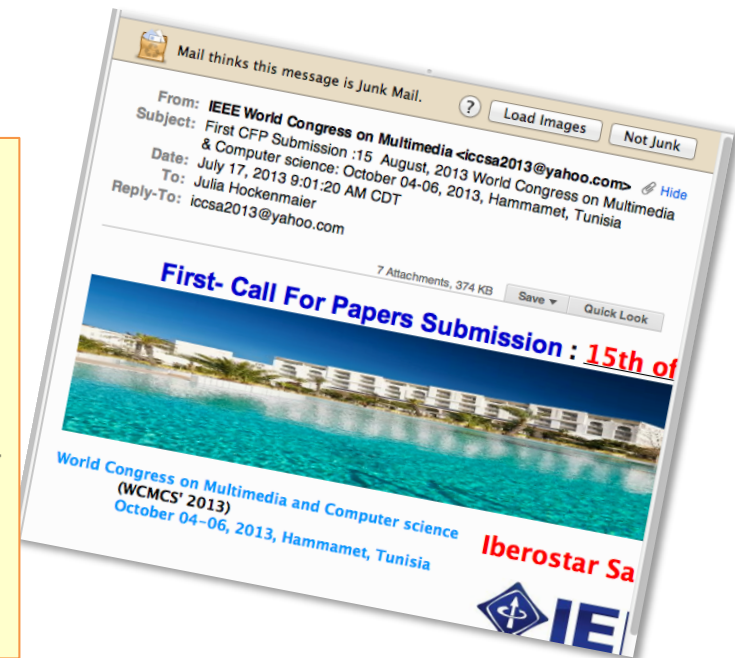 Mail thinks this message is Junk Mail.
? Load Images Not Junk
From: IEEE World Congress on Multimedia <iccsa2013@yahoo.com> Hide
Subject: First CFP Submission :15 August, 2013 World Congress on Multimedia
& Computer science: October 04-06, 2013, Hammamet, Tunisia
Date: July 17, 2013 9:01:20 AM CDT
To: Julia Hockenmaier
Reply-To: iccsa2013@yahoo.com
7 Attachments, 374 KB Save Quick Look
First- Call For Papers Submission : 15th of
World Congress on Multimedia and Computer science
(WCMCS' 2013)
October 04-06, 2013, Hammamet, Tunisia
Iberostar Sa
IE